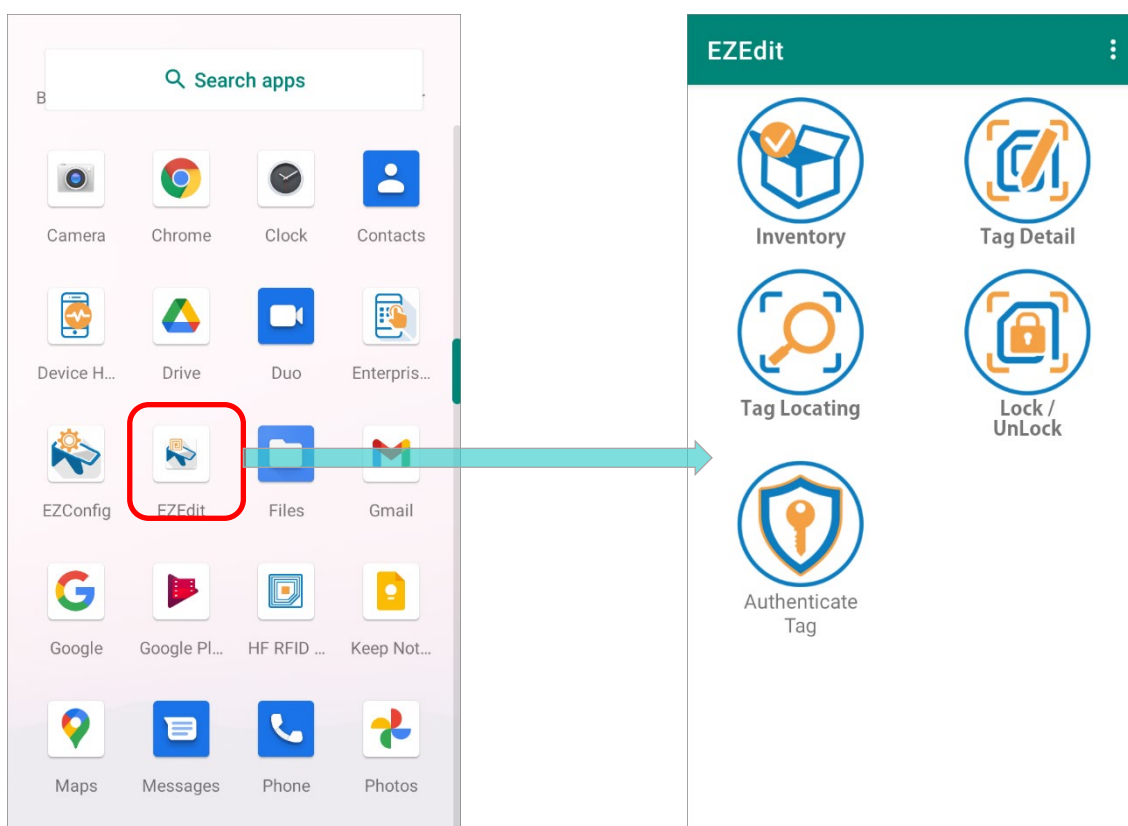 Search apps
B
Camera Chrome Clock Contacts
Device H... Drive Duo Enterpris...
EZConfig EZEdit Files Gmail
Google Google Pl... HF RFID ... Keep Not...
Maps Messages Phone Photos
EZEdit
Inventory Tag Detail
Tag Locating Lock /
UnLock
Authenticate
Tag